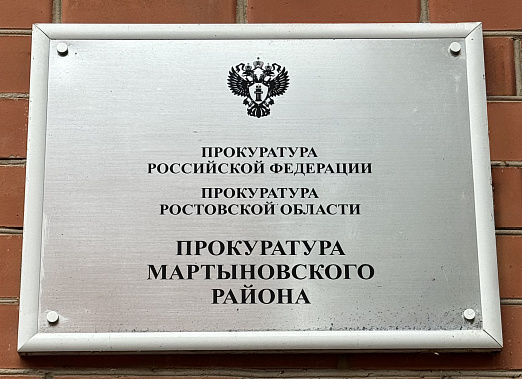 ПРОКУРАТУРА
РОССИЙСКОЙ ФЕДЕРАЦИИ
ПРОКУРАТУРА
РОСТОВСКОЙ ОБЛАСТИ
ПРОКУРАТУРА
МАРТЫНОВСКОГО
РАЙОНА